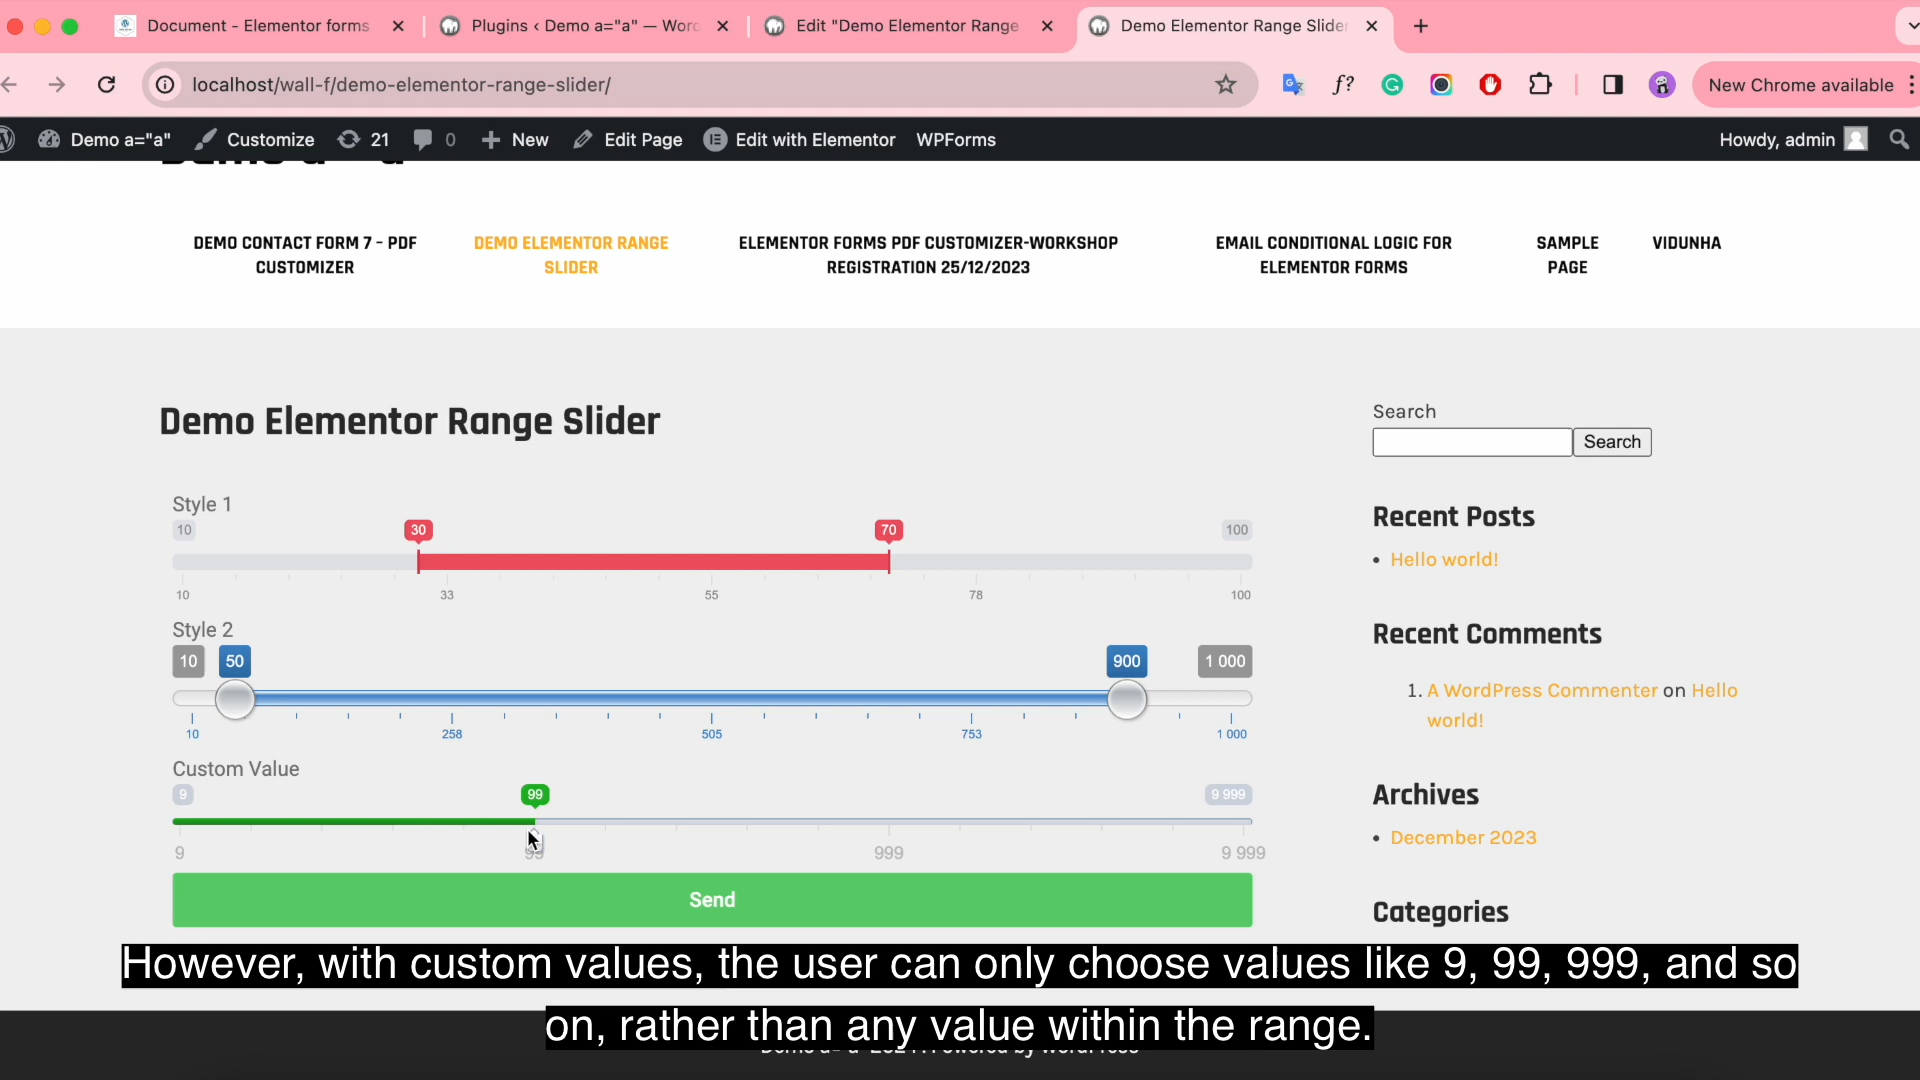 Document - Elementor forms
Plugins ‹ Demo a="a" — Worc
Edit "Demo Elementor Range
Demo Elementor Range Slider
localhost/wall-f/demo-elementor-range-slider/
f?
New Chrome available
Demo a="a"
Customize
21
0
New
Edit Page
Edit with Elementor
WPForms
Howdy, admin
DEMO CONTACT FORM 7 - PDF
CUSTOMIZER
DEMO ELEMENTOR RANGE
SLIDER
ELEMENTOR FORMS PDF CUSTOMIZER-WORKSHOP
REGISTRATION 25/12/2023
EMAIL CONDITIONAL LOGIC FOR
ELEMENTOR FORMS
SAMPLE
PAGE
VIDUNHA
Demo Elementor Range Slider
Style 1
10 30 70 100
10 33 55 78 100
Style 2
10 50 900 1 000
10 258 505 753 1 000
Custom Value
9 99 9 999
9 99 999 9 999
Send
Search
Search
Recent Posts
• Hello world!
Recent Comments
1. A WordPress Commenter on Hello
world!
Archives
• December 2023
Categories
However, with custom values, the user can only choose values like 9, 99, 999, and so
on, rather than any value within the range.